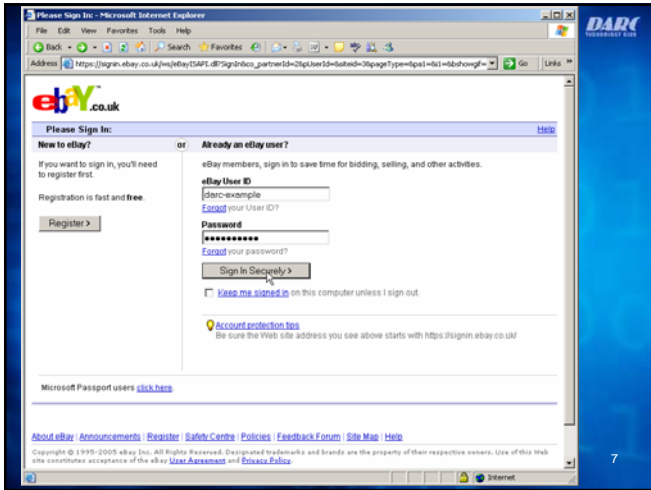 Please Sign In: - Microsoft Internet Explorer
File Edit View Favorites Tools Help
Back Search Favorites
Address https://signin.ebay.co.uk/ws/eBayISAPI.dll?SignIn&co_partnerId=2&pUserId=&siteid=3&pageType=&pa1=&i1=&bshowgif= Go Links »
DARC
TECHNOLOGY
ebY™.co.uk
Please Sign In: Help
New to eBay? or Already an eBay user?
If you want to sign in, you'll need
to register first.
Registration is fast and free.
Register >
eBay members, sign in to save time for bidding, selling, and other activities.
eBay User ID
darc-example
Forgot your User ID?
Password
••••••••••
Forgot your password?
Sign In Securely >
Keep me signed in on this computer unless I sign out.
Account protection tips
Be sure the Web site address you see above starts with https://signin.ebay.co.uk/
Microsoft Passport users click here.
About eBay | Announcements | Register | Safety Centre | Policies | Feedback Forum | Site Map | Help
Copyright © 1995-2005 eBay Inc. All Rights Reserved. Designated trademarks and brands are the property of their respective owners. Use of this Web
site constitutes acceptance of the eBay User Agreement and Privacy Policy.
Internet
7